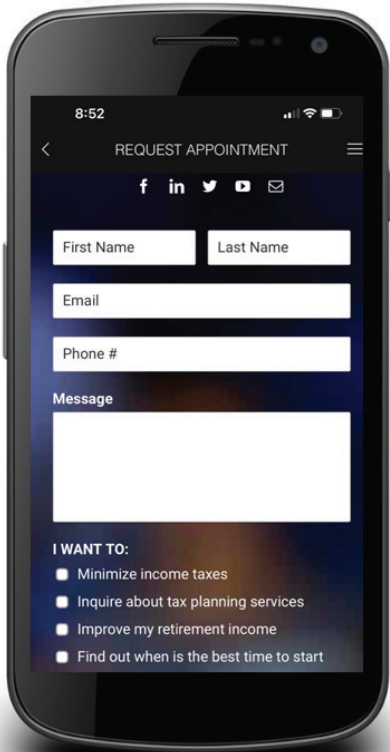 8:52
REQUEST APPOINTMENT
First Name Last Name
Email
Phone #
Message
I WANT TO:
Minimize income taxes
Inquire about tax planning services
Improve my retirement income
Find out when is the best time to start